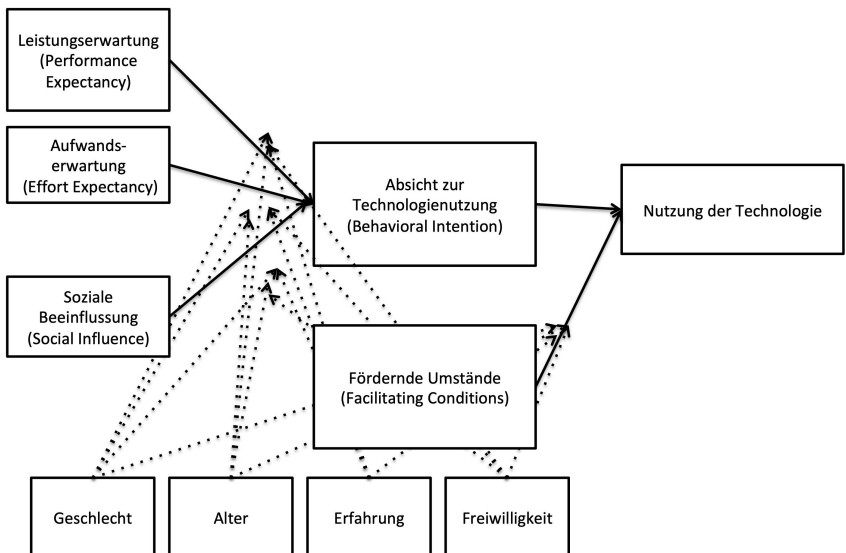 Leistungserwartung
(Performance
Expectancy)
Aufwands-
erwartung
(Effort Expectancy)
Soziale
Beeinflussung
(Social Influence)
Absicht zur
Technologienutzung
(Behavioral Intention)
Nutzung der Technologie
Fördernde Umstände
(Facilitating Conditions)
Geschlecht
Alter
Erfahrung
Freiwilligkeit